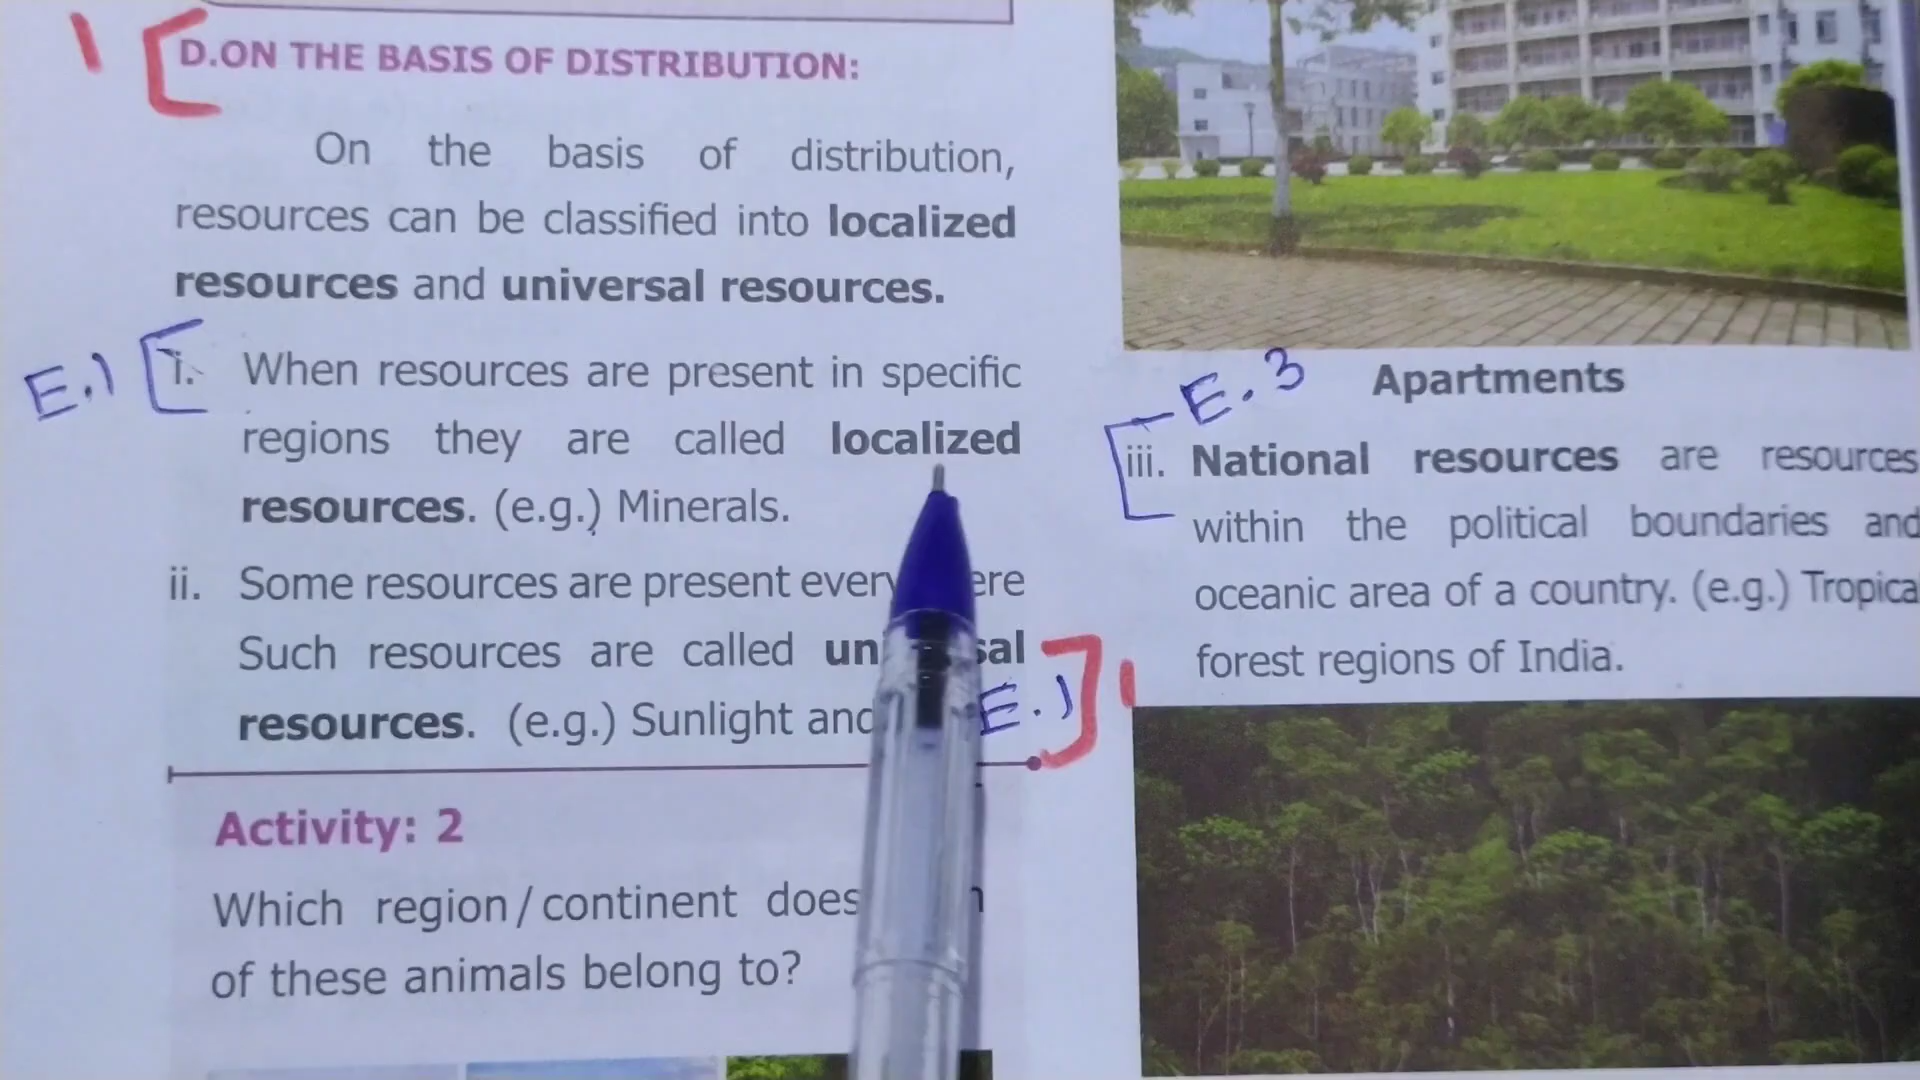 D.ON THE BASIS OF DISTRIBUTION:
On the basis of distribution,
resources can be classified into localized
resources and universal resources.
E.1
i. When resources are present in specific
regions they are called localized
resources. (e.g.) Minerals.
ii. Some resources are present
Such resources are called
resources. (e.g.) Sunlight and
E.1
1
1
Activity: 2
Which region/continent does
of these animals belong to?
Apartments
E.3
iii. National resources are resources
within the political boundaries and
oceanic area of a country. (e.g.)
forest regions of India.